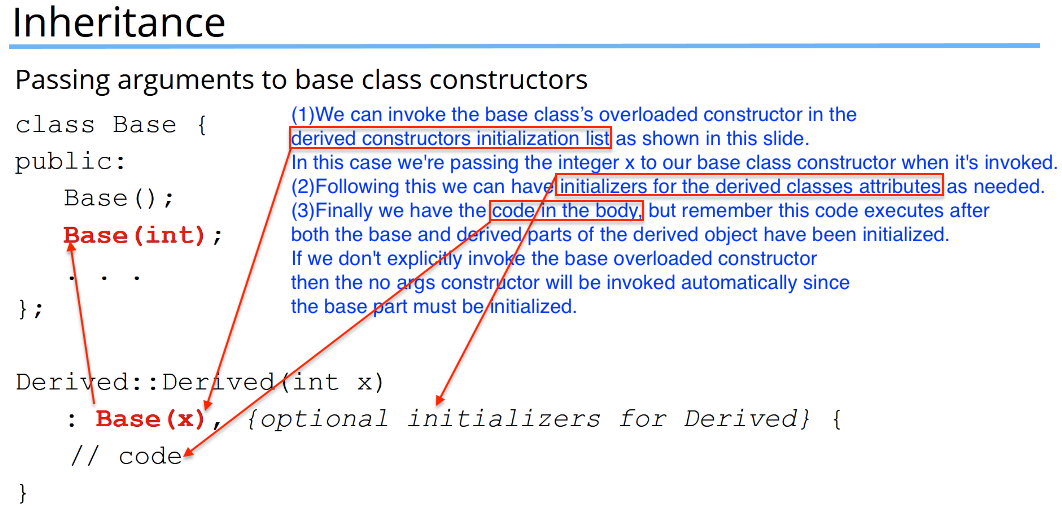 Inheritance
Passing arguments to base class constructors
class Base {
public:
Base();
Base(int);
. . .
};
(1)We can invoke the base class's overloaded constructor in the
derived constructors initialization list as shown in this slide.
In this case we're passing the integer x to our base class constructor when it's invoked.
(2)Following this we can have initializers for the derived classes attributes as needed.
(3)Finally we have the code in the body, but remember this code executes after
both the base and derived parts of the derived object have been initialized.
If we don't explicitly invoke the base overloaded constructor
then the no args constructor will be invoked automatically since
the base part must be initialized.
Derived::Derived(int x)
: Base(x), {optional initializers for Derived} {
// code
}